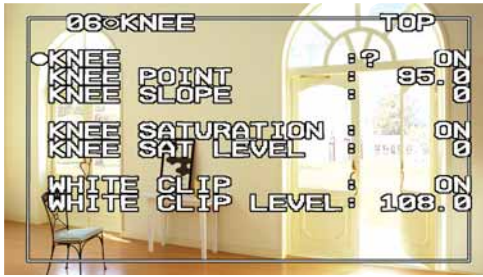 06⊙KNEE TOP
●KNEE :? ON
KNEE POINT : 95.0
KNEE SLOPE : 0
KNEE SATURATION : ON
KNEE SAT LEVEL : 0
WHITE CLIP : ON
WHITE CLIP LEVEL: 108.0